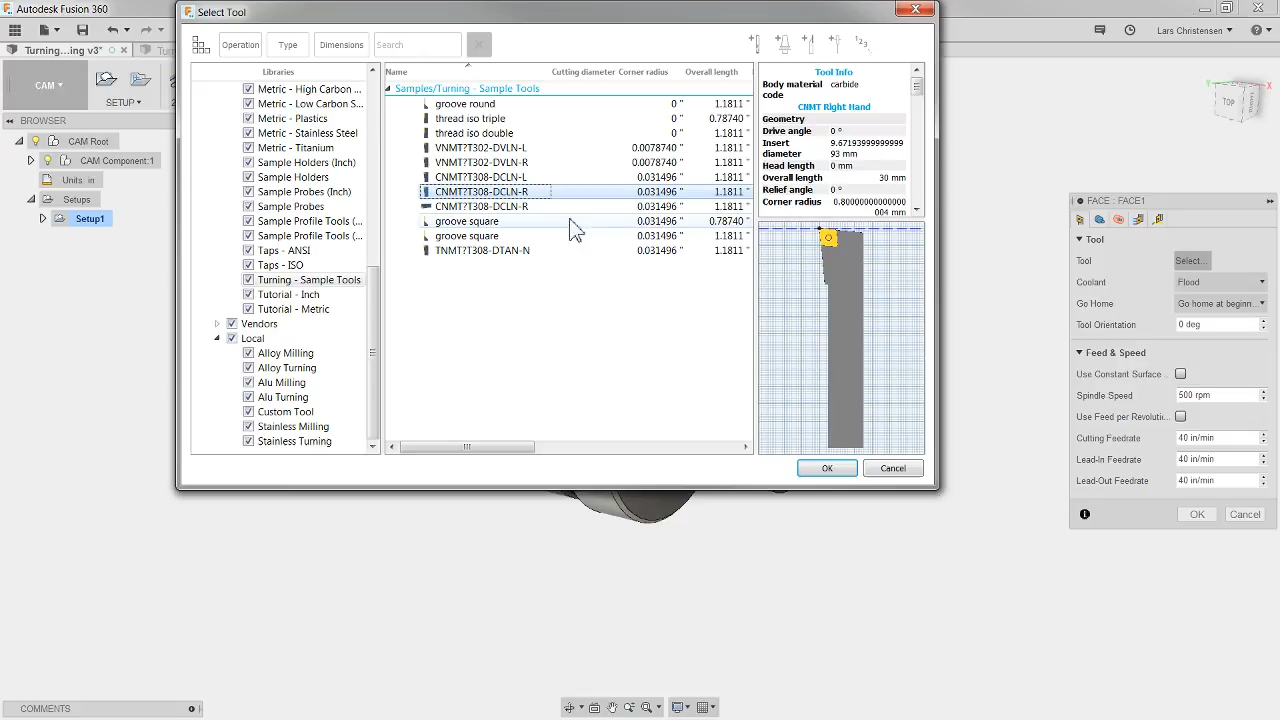 Autodesk Fusion 360
Select Tool
Lars Christensen
Turning...ing v3*
Operation
Type
Dimensions
Search
CAM
SETUP
BROWSER
CAM Root
CAM Component:1
Units: in
Setups
Setup1
Libraries
Metric - High Carbon ...
Metric - Low Carbon S...
Metric - Plastics
Metric - Stainless Steel
Metric - Titanium
Sample Holders (Inch)
Sample Holders
Sample Probes (Inch)
Sample Probes
Sample Profile Tools (...
Sample Profile Tools (...
Taps - ANSI
Taps - ISO
Turning - Sample Tools
Tutorial - Inch
Tutorial - Metric
Vendors
Local
Alloy Milling
Alloy Turning
Alu Milling
Alu Turning
Custom Tool
Stainless Milling
Stainless Turning
Name Cutting diameter Corner radius Overall length
Samples/Turning - Sample Tools
groove round 0 " 1.1811 "
thread iso triple 0 " 0.78740 "
thread iso double 0 " 1.1811 "
VNMT?T302-DVLN-L 0.0078740 " 1.1811 "
VNMT?T302-DVLN-R 0.0078740 " 1.1811 "
CNMT?T308-DCLN-L 0.031496 " 1.1811 "
CNMT?T308-DCLN-R 0.031496 " 1.1811 "
CNMT?T308-DCLN-R 0.031496 " 1.1811 "
groove square 0.031496 " 0.78740 "
groove square 0.031496 " 1.1811 "
TNMT?T308-DTAN-N 0.031496 " 1.1811 "
Tool Info
Body material carbide
code
CNMT Right Hand
Geometry
Drive angle 0 º
Insert 9.67193999999999
diameter 93 mm
Head length 0 mm
Overall length 30 mm
Relief angle 0 º
Corner radius 0.80000000000000
004 mm
OK
Cancel
FACE : FACE1
Tool
Tool Select...
Coolant Flood
Go Home Go home at beginn...
Tool Orientation 0 deg
Feed & Speed
Use Constant Surface ...
Spindle Speed 500 rpm
Use Feed per Revoluti...
Cutting Feedrate 40 in/min
Lead-In Feedrate 40 in/min
Lead-Out Feedrate 40 in/min
OK
Cancel
TOP
COMMENTS